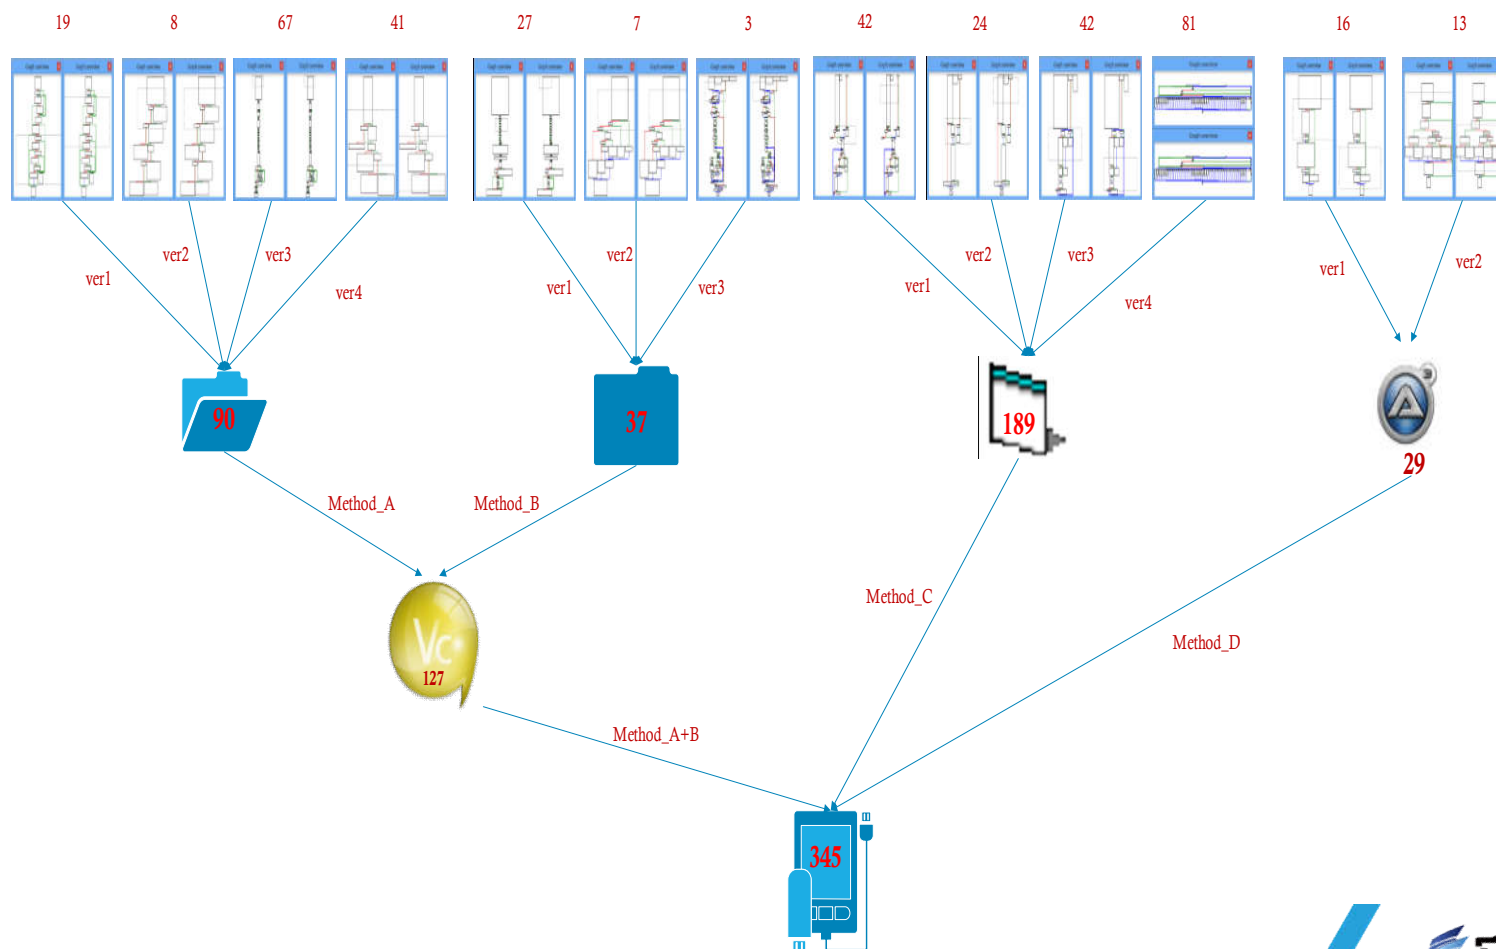 19 8 67 41 27 7 3 42 24 42 81 16 13
Graph overview
ver1 ver2 ver3 ver4 ver1 ver2 ver3 ver1 ver2 ver3 ver4 ver1 ver2
90 37 189 29
Method_A Method_B
Method_C
Method_D
Vc
127
Method_A+B
345